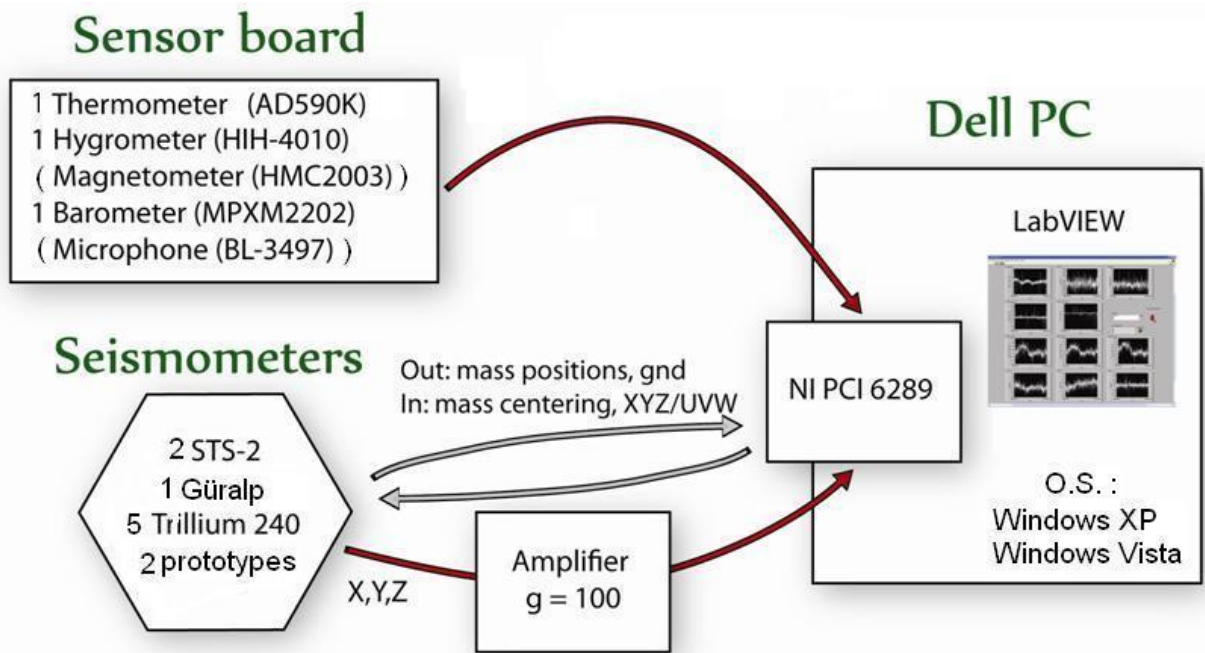 Sensor board
1 Thermometer (AD590K)
1 Hygrometer (HIH-4010)
( Magnetometer (HMC2003) )
1 Barometer (MPXM2202)
( Microphone (BL-3497) )
Dell PC
LabVIEW
NI PCI 6289
O.S. :
Windows XP
Windows Vista
Seismometers
2 STS-2
1 Güralp
5 Trillium 240
2 prototypes
Out: mass positions, gnd
In: mass centering, XYZ/UVW
X,Y,Z
Amplifier
g = 100